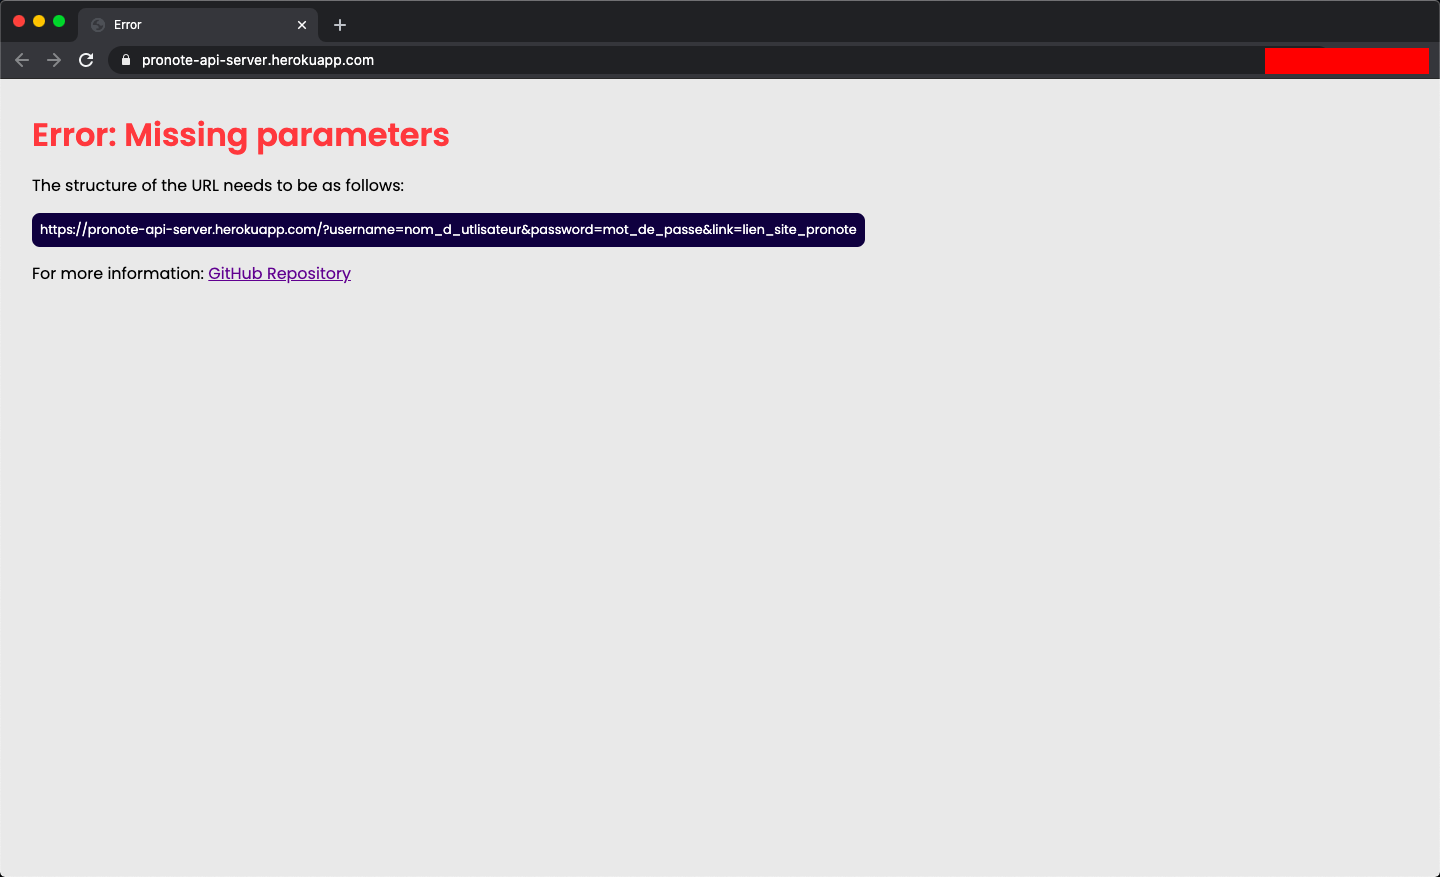 Error
pronote-api-server.herokuapp.com
Error: Missing parameters
The structure of the URL needs to be as follows:
https://pronote-api-server.herokuapp.com/?username=nom_d_utlisateur&password=mot_de_passe&link=lien_site_pronote
For more information: GitHub Repository